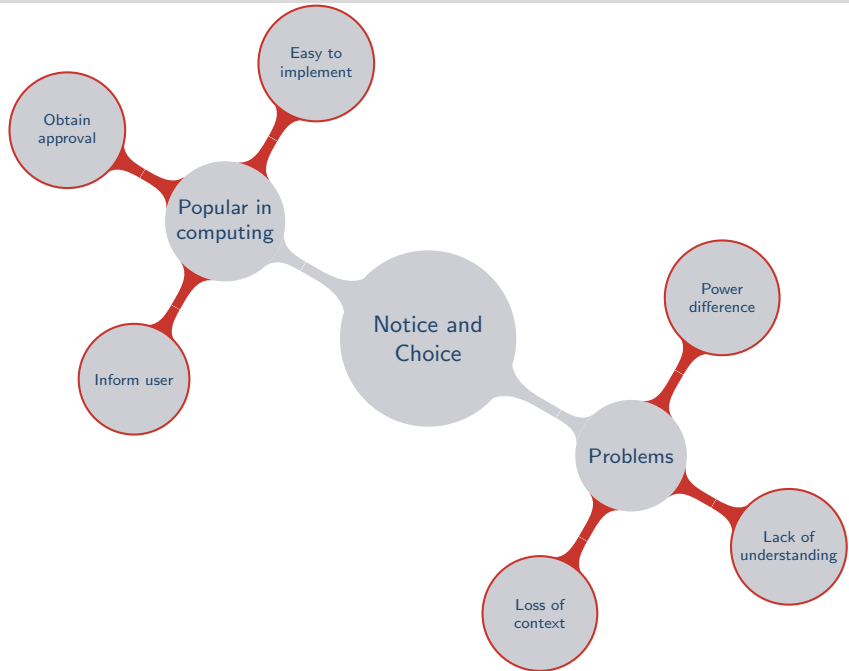 Easy to
implement
Obtain
approval
Popular in
computing
Inform user
Notice and
Choice
Power
difference
Problems
Lack of
understanding
Loss of
context